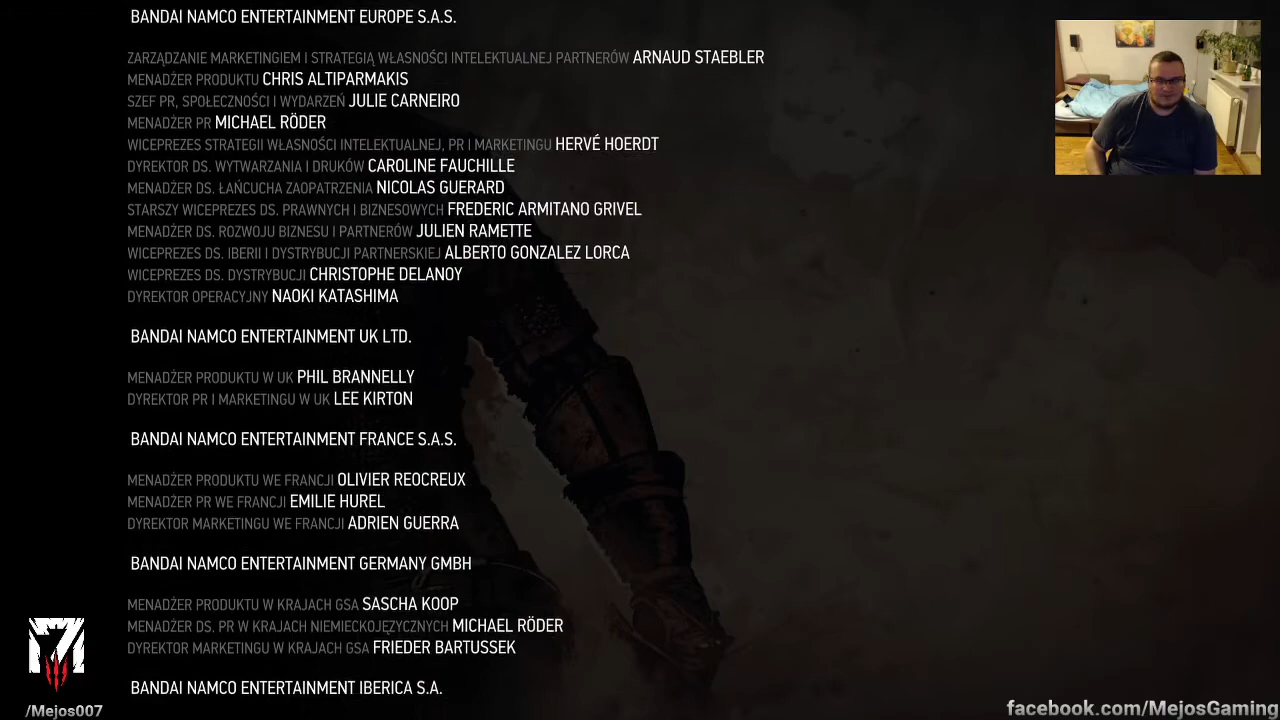 BANDAI NAMCO ENTERTAINMENT EUROPE S.A.S.
ZARZĄDZANIE MARKETINGIEM I STRATEGIĄ WŁASNOŚCI INTELEKTUALNEJ PARTNERÓW ARNAUD STAEBLER
MENADŻER PRODUKTU CHRIS ALTIPARMAKIS
SZEF PR, SPOŁECZNOŚCI I WYDARZEŃ JULIE CARNEIRO
MENADŻER PR MICHAEL RÖDER
WICEPREZES STRATEGII WŁASNOŚCI INTELEKTUALNEJ, PR I MARKETINGU HERVÉ HOERDT
DYREKTOR DS. WYTWARZANIA I DRUKÓW CAROLINE FAUCHILLE
MENADŻER DS. ŁAŃCUCHA ZAOPATRZENIA NICOLAS GUERARD
STARSZY WICEPREZES DS. PRAWNYCH I BIZNESOWYCH FREDERIC ARMITANO GRIVEL
MENADŻER DS. ROZWOJU BIZNESU I PARTNERÓW JULIEN RAMETTE
WICEPREZES DS. IBERII I DYSTRYBUCJI PARTNERSKIEJ ALBERTO GONZALEZ LORCA
WICEPREZES DS. DYSTRYBUCJI CHRISTOPHE DELANOY
DYREKTOR OPERACYJNY NAOKI KATASHIMA
BANDAI NAMCO ENTERTAINMENT UK LTD.
MENADŻER PRODUKTU W UK PHIL BRANNELLY
DYREKTOR PR I MARKETINGU W UK LEE KIRTON
BANDAI NAMCO ENTERTAINMENT FRANCE S.A.S.
MENADŻER PRODUKTU WE FRANCJI OLIVIER REOCREUX
MENADŻER PR WE FRANCJI EMILIE HUREL
DYREKTOR MARKETINGU WE FRANCJI ADRIEN GUERRA
BANDAI NAMCO ENTERTAINMENT GERMANY GMBH
MENADŻER PRODUKTU W KRAJACH GSA SASCHA KOOP
MENADŻER DS. PR W KRAJACH NIEMIECKOJĘZYCZNYCH MICHAEL RÖDER
DYREKTOR MARKETINGU W KRAJACH GSA FRIEDER BARTUSSEK
BANDAI NAMCO ENTERTAINMENT IBERICA S.A.
/Mejos007
facebook.com/MejosGaming